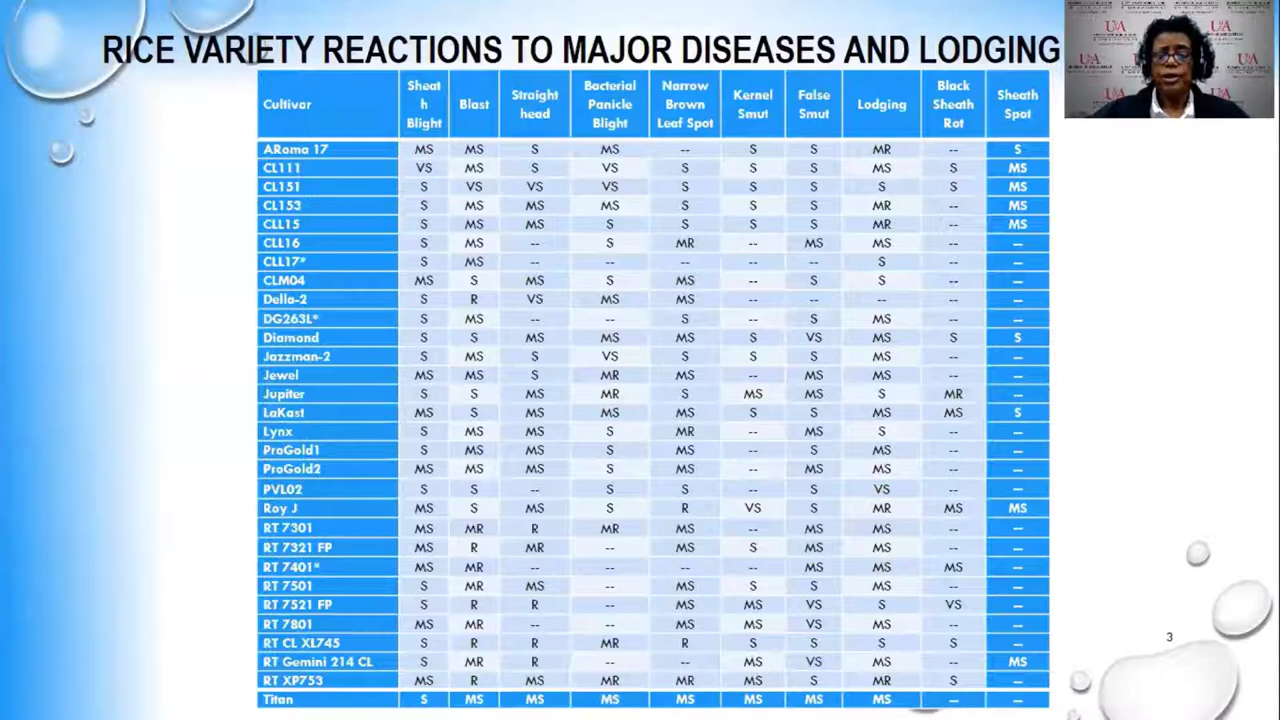 RICE VARIETY REACTIONS TO MAJOR DISEASES AND LODGING
Cultivar Sheat h Blight Blast Straight head Bacterial Panicle Blight Narrow Brown Leaf Spot Kernel Smut False Smut Lodging Black Sheath Rot Sheath Spot
ARoma 17 MS MS S MS -- S S MR -- S
CL111 VS MS S VS S S S MS S MS
CL151 S VS VS VS S S S S S MS
CL153 S MS MS MS S S S MR -- MS
CLL15 S MS MS S S S S MR -- MS
CLL16 S MS -- S MR -- MS MS -- --
CLL17* S MS -- -- -- -- -- S -- --
CLM04 MS S MS S MS -- S S -- --
Della-2 S R VS MS MS -- -- -- -- --
DG263L* S MS -- -- S -- S MS -- --
Diamond S S MS MS MS S VS MS S S
Jazzman-2 S MS S VS S S S MS -- --
Jewel MS MS S MR MS -- MS MS -- --
Jupiter S S MS MR S MS MS S MR --
LaKast MS S MS MS MS S S MS MS S
Lynx S MS MS S MR -- MS S -- --
ProGold1 S MS MS S MS -- S MS -- --
ProGold2 MS MS MS S MS -- MS MS -- --
PVL02 S S -- S S -- S VS -- --
Roy J MS S MS S R VS S MR MS MS
RT 7301 MS MR R MR MS -- MS MS -- --
RT 7321 FP MS R MR -- MS S MS MS -- --
RT 7401* MS MR -- -- -- -- MS MS MS --
RT 7501 S MR MS -- MS S S MS -- --
RT 7521 FP S R R -- MS MS VS S VS --
RT 7801 MS MR -- -- MS MS VS MS -- --
RT CL XL745 S R R MR R S S S S --
RT Gemini 214 CL S MR R -- -- MS VS MS -- MS
RT XP753 MS R MS MR MR MS S MR S --
Titan S MS MS MS MS MS MS MS -- --
3